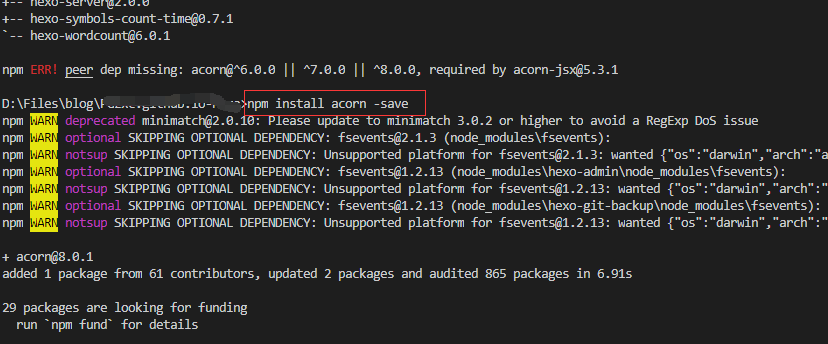 +-- hexo-server@2.0.0
+-- hexo-symbols-count-time@0.7.1
`-- hexo-wordcount@6.0.1
npm ERR! peer dep missing: acorn@^6.0.0 || ^7.0.0 || ^8.0.0, required by acorn-jsx@5.3.1
D:\Files\blog\ >npm install acorn -save
npm WARN deprecated minimatch@2.0.10: Please update to minimatch 3.0.2 or higher to avoid a RegExp DoS issue
npm WARN optional SKIPPING OPTIONAL DEPENDENCY: fsevents@2.1.3 (node_modules\fsevents):
npm WARN notsup SKIPPING OPTIONAL DEPENDENCY: Unsupported platform for fsevents@2.1.3: wanted {"os":"darwin","arch":"a
npm WARN optional SKIPPING OPTIONAL DEPENDENCY: fsevents@1.2.13 (node_modules\hexo-admin\node_modules\fsevents):
npm WARN notsup SKIPPING OPTIONAL DEPENDENCY: Unsupported platform for fsevents@1.2.13: wanted {"os":"darwin","arch":"
npm WARN optional SKIPPING OPTIONAL DEPENDENCY: fsevents@1.2.13 (node_modules\hexo-git-backup\node_modules\fsevents):
npm WARN notsup SKIPPING OPTIONAL DEPENDENCY: Unsupported platform for fsevents@1.2.13: wanted {"os":"darwin","arch":"
+ acorn@8.0.1
added 1 package from 61 contributors, updated 2 packages and audited 865 packages in 6.91s
29 packages are looking for funding
run `npm fund` for details